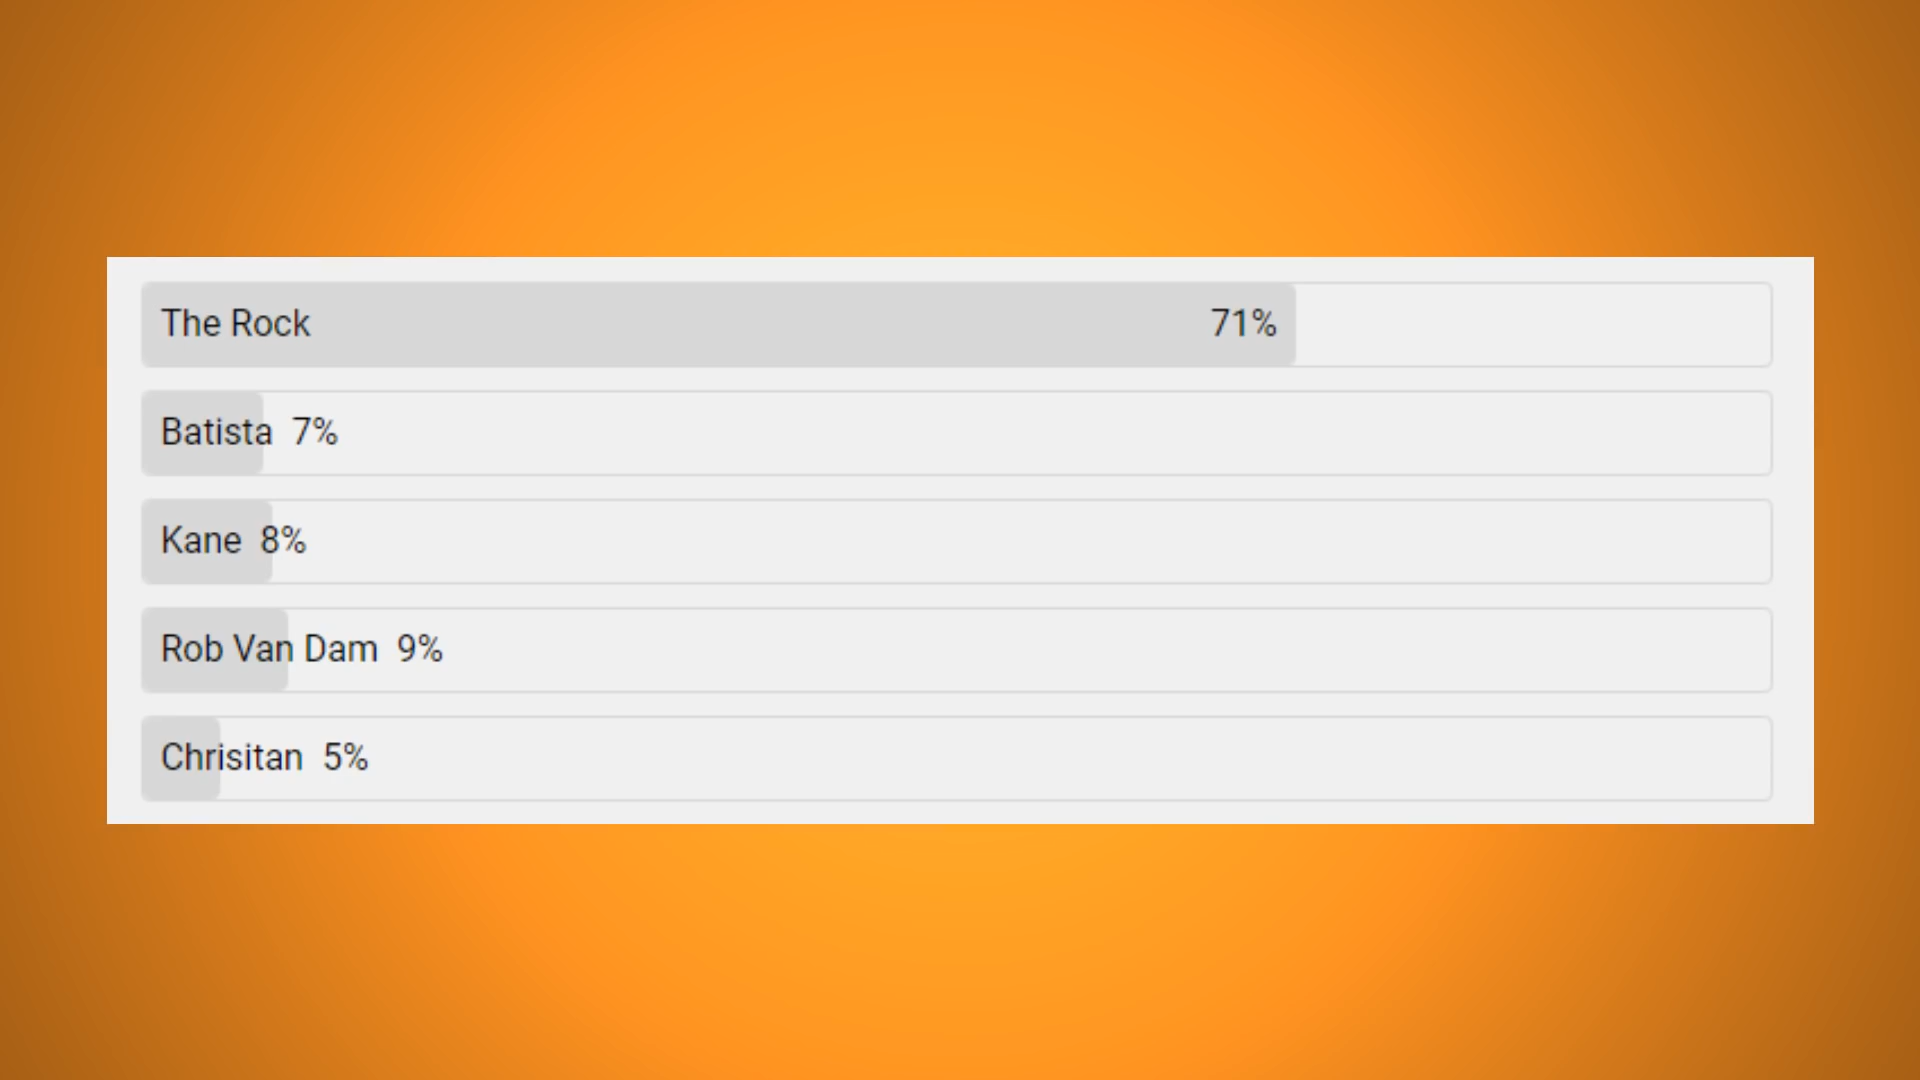 The Rock 71%
Batista 7%
Kane 8%
Rob Van Dam 9%
Chrisitan 5%